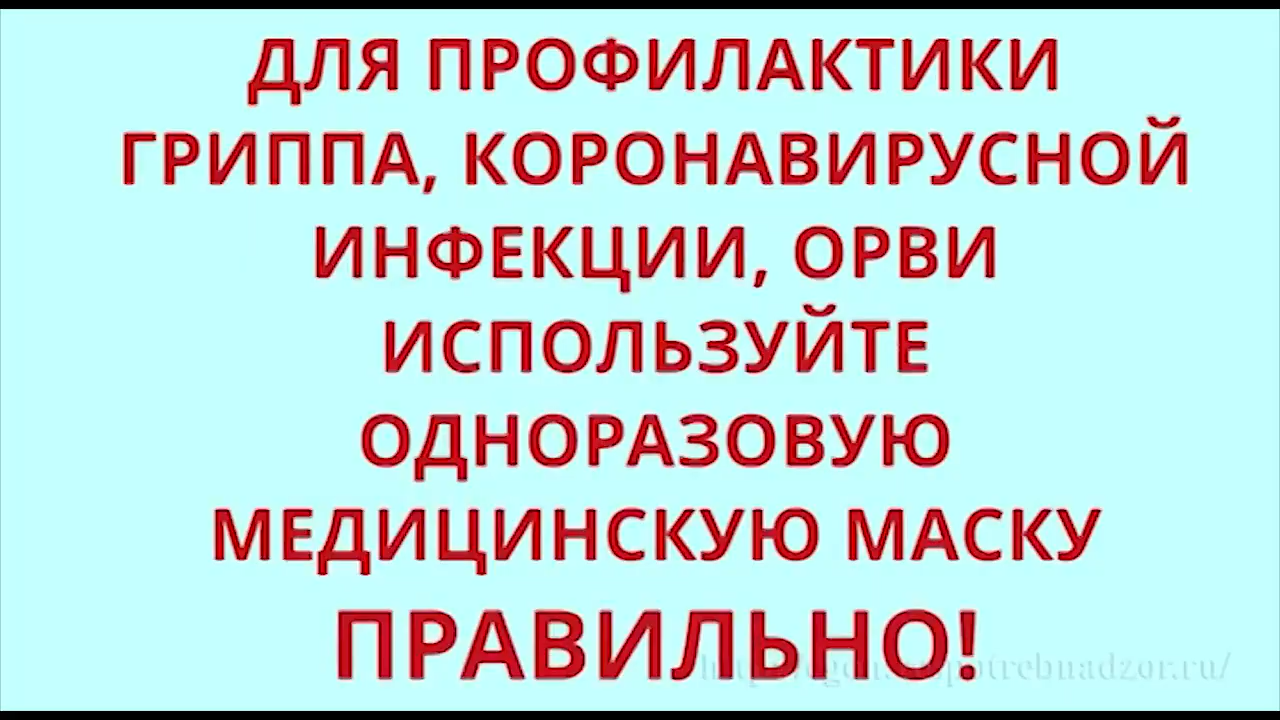 ДЛЯ ПРОФИЛАКТИКИ
ГРИППА, КОРОНАВИРУСНОЙ
ИНФЕКЦИИ, ОРВИ
ИСПОЛЬЗУЙТЕ
ОДНОРАЗОВУЮ
МЕДИЦИНСКУЮ МАСКУ
ПРАВИЛЬНО!